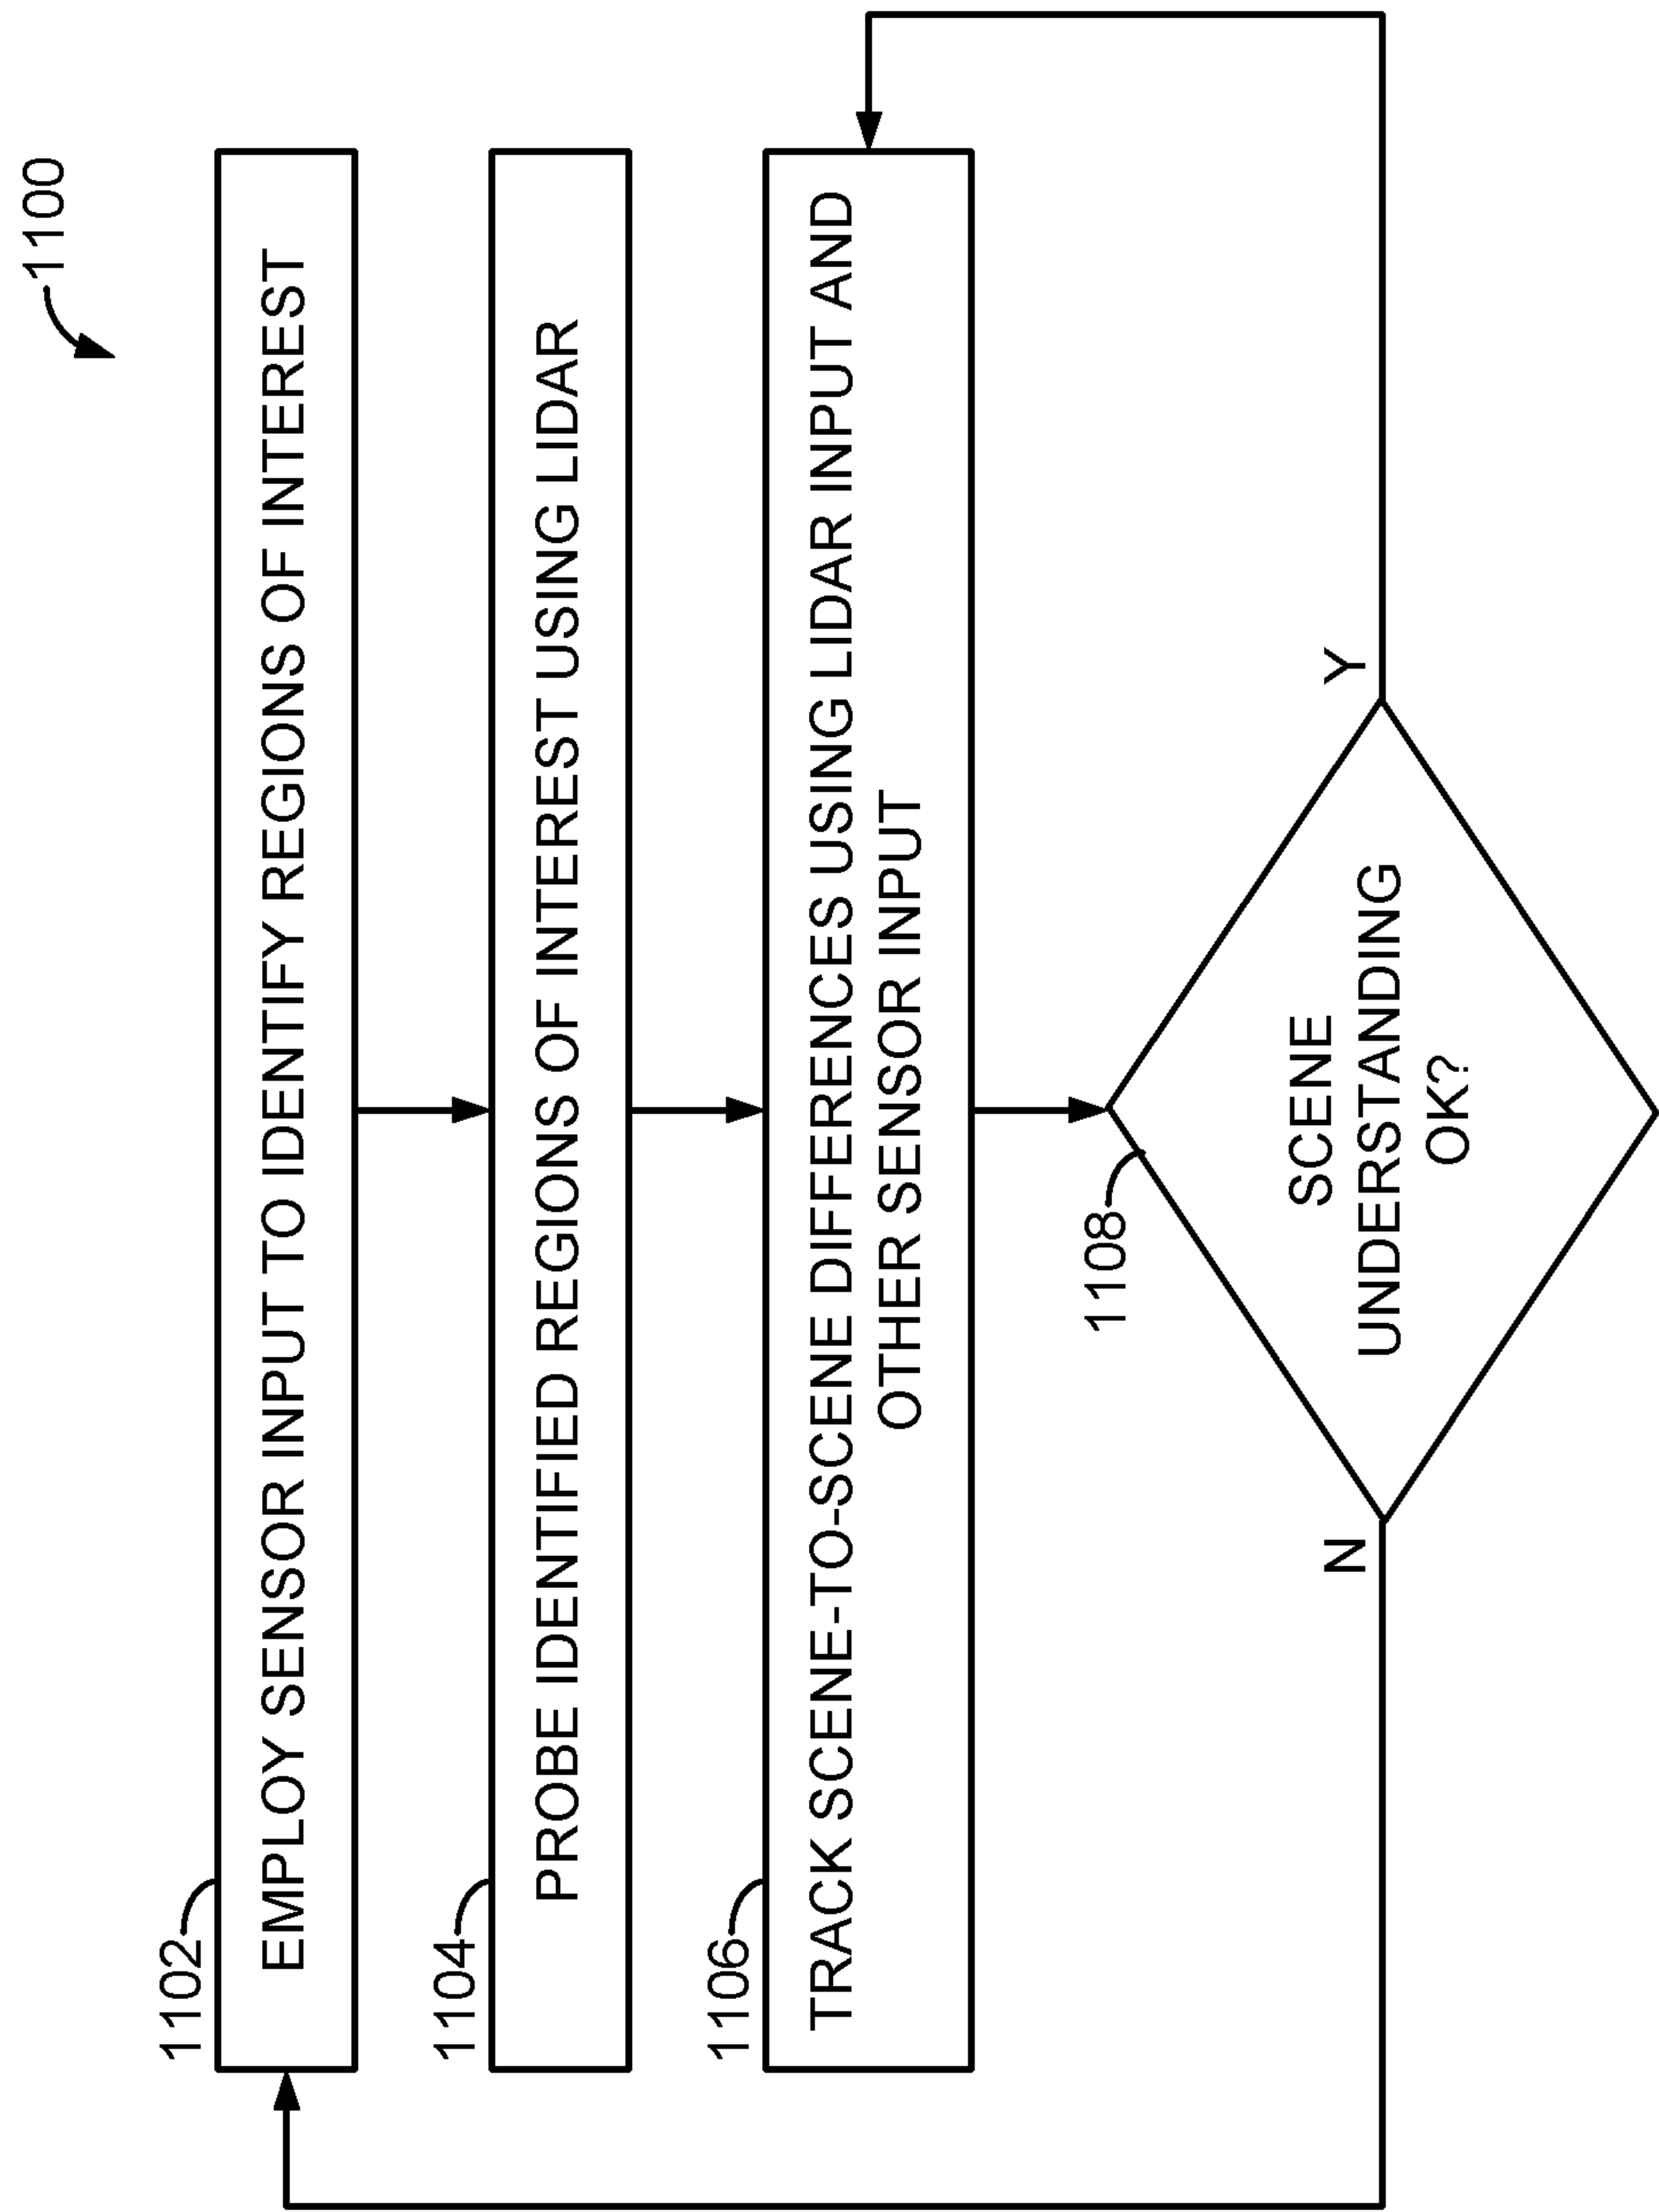 1100
1102
EMPLOY SENSOR INPUT TO IDENTIFY REGIONS OF INTEREST
1104
PROBE IDENTIFIED REGIONS OF INTEREST USING LIDAR
1106
TRACK SCENE-TO-SCENE DIFFERENCES USING LIDAR INPUT AND
OTHER SENSOR INPUT
1108
SCENE
UNDERSTANDING
OK?
N
Y